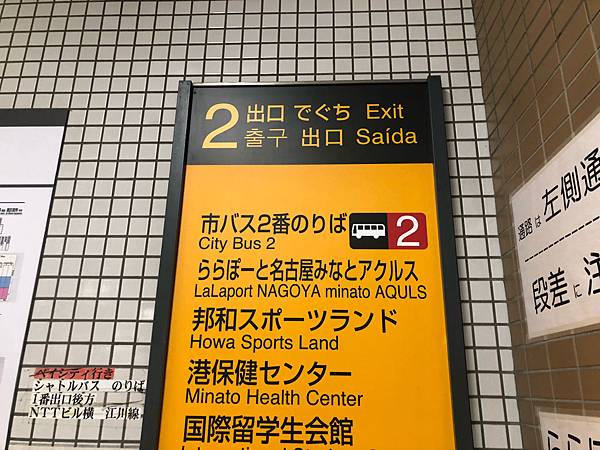 2 出口 でぐち Exit
출구 出口 Saída
市バス2番のりば 2
City Bus 2
ららぽーと名古屋みなとアクルス
LaLaport NAGOYA minato AQULS
邦和スポーツランド
Howa Sports Land
港保健センター
Minato Health Center
国際留学生会館
ベイシティ行き
シャトルバス のりば
1番出口後方
NTTビル横 江川線
通路は左側通
段差に注